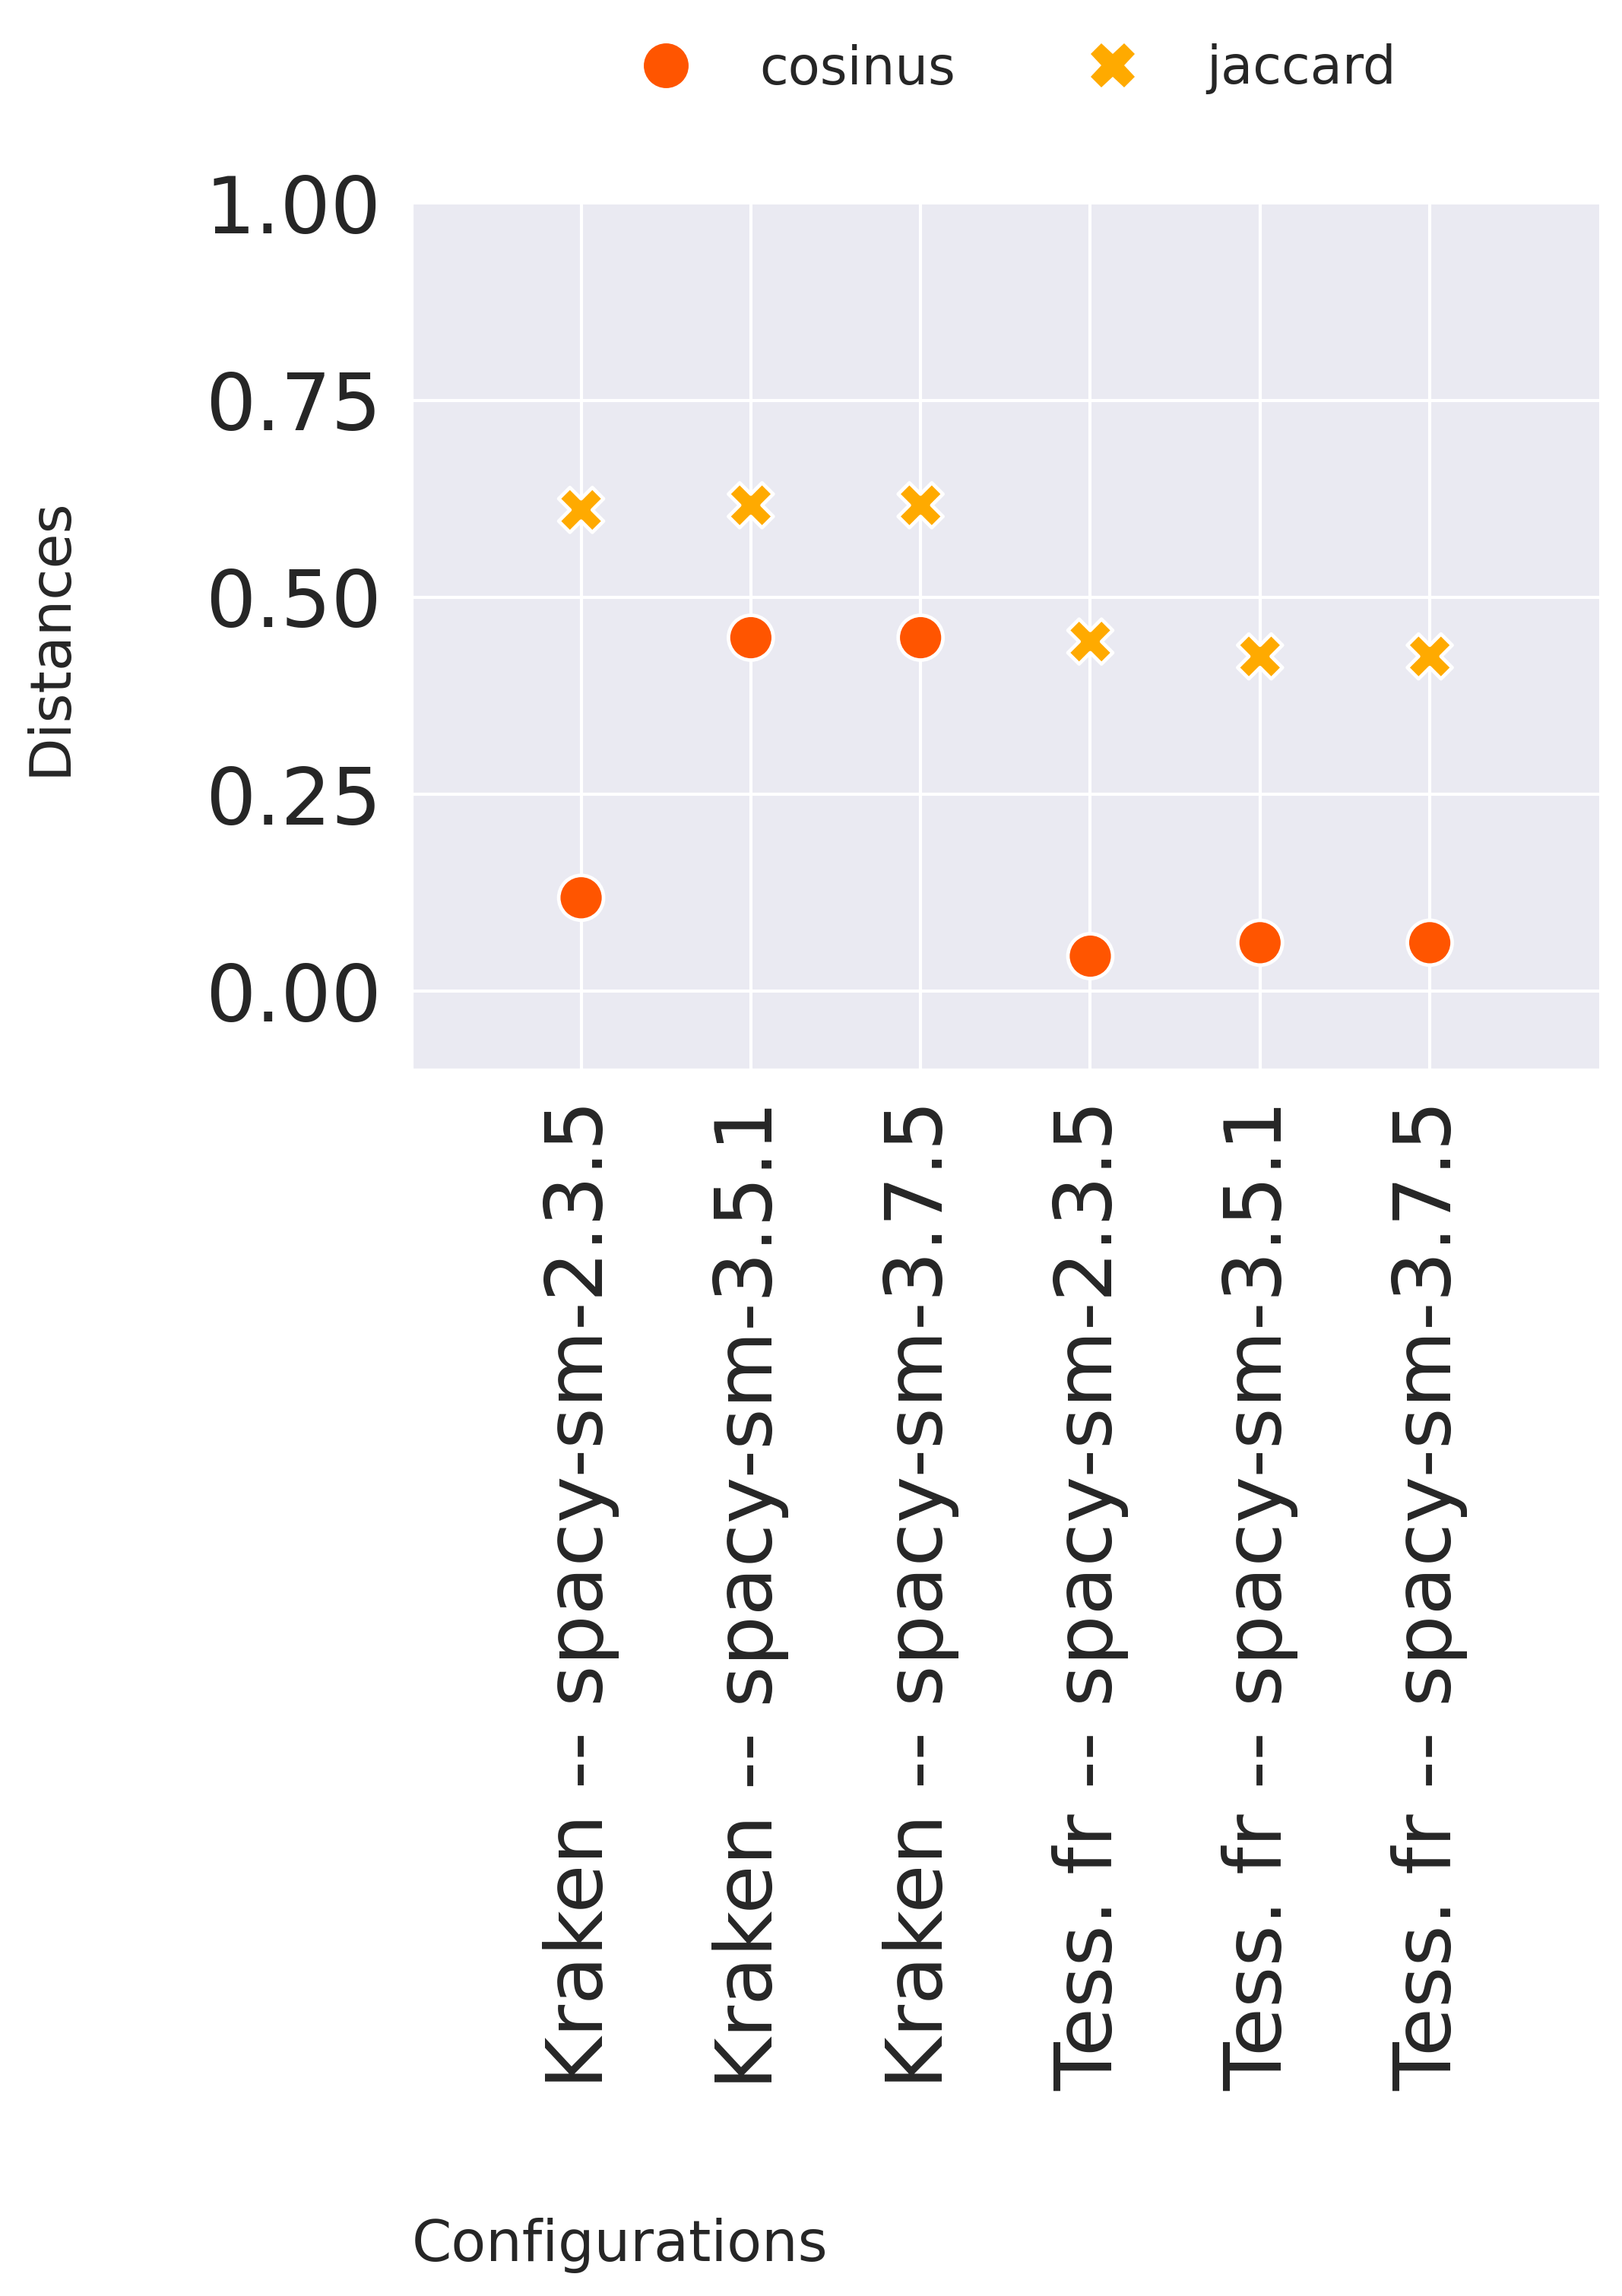 cosinus jaccard
1.00
0.75
0.50
0.25
0.00
Distances
Kraken -- spacy-sm-2.3.5
Kraken -- spacy-sm-3.5.1
Kraken -- spacy-sm-3.7.5
Tess. fr -- spacy-sm-2.3.5
Tess. fr -- spacy-sm-3.5.1
Tess. fr -- spacy-sm-3.7.5
Configurations